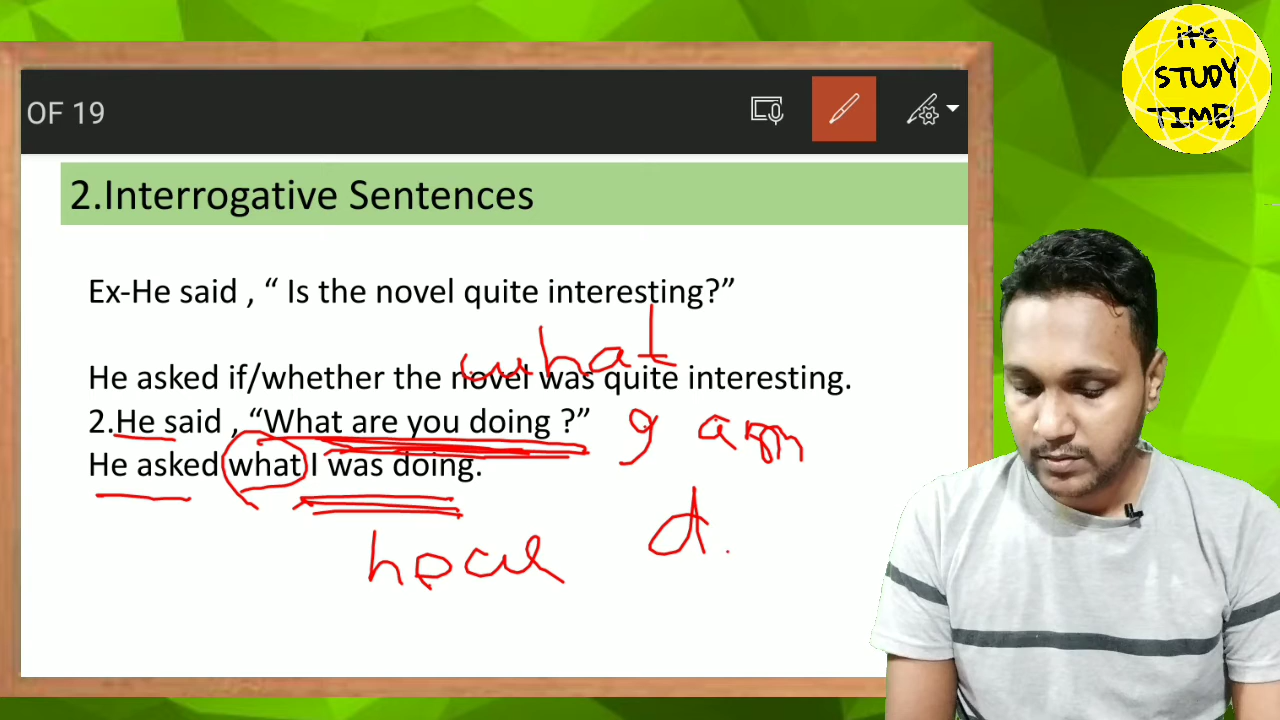 it's
STUDY
TIME!
OF 19
2.Interrogative Sentences
Ex-He said , “ Is the novel quite interesting?”
what
He asked if/whether the novel was quite interesting.
2.He said , “What are you doing ?”
He asked what I was doing.
am
d.